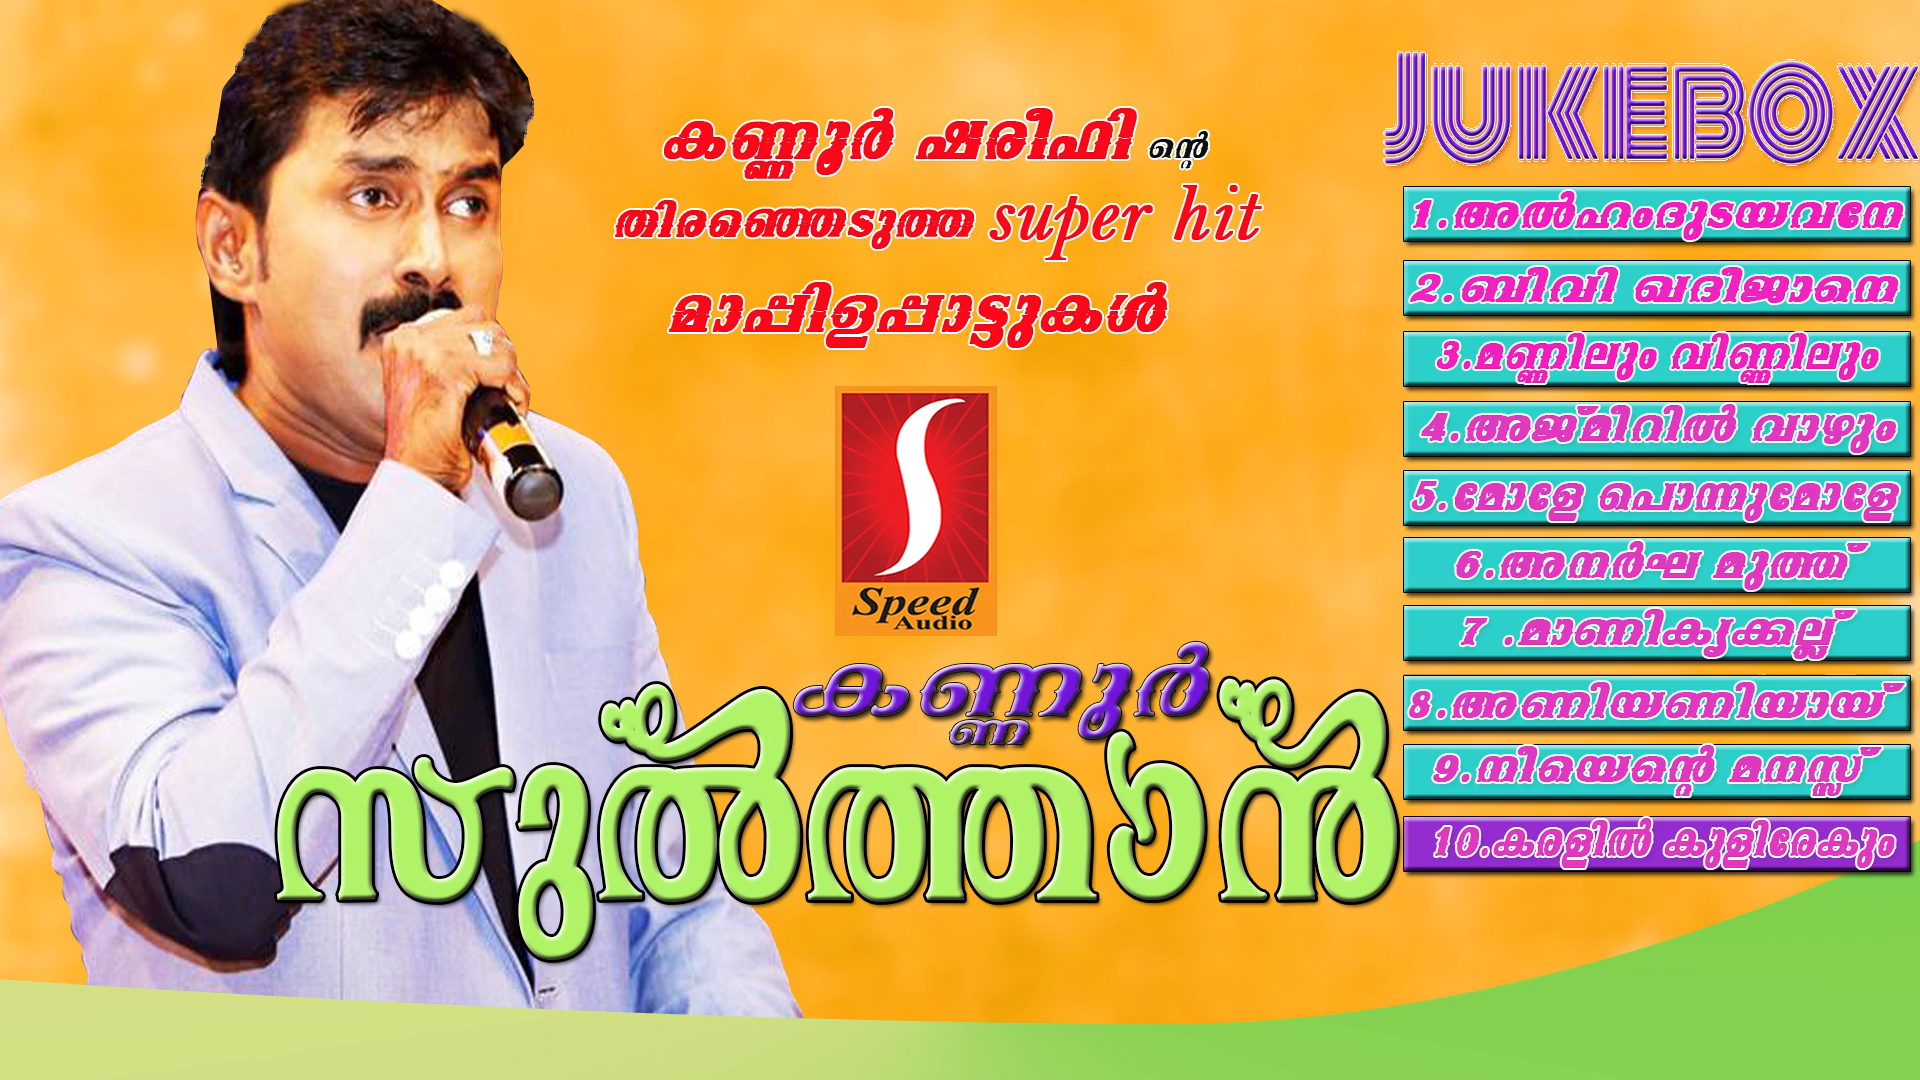 കണ്ണൂർ ഷരീഫി ന്റെ
തിരഞ്ഞെടുത്ത super hit
മാപ്പിളപ്പാട്ടുകൾ
S
Speed
Audio
കണ്ണൂർ
സുൽത്താൻ
JUKEBOX
1.അൽഹംദുടയവനേ
2.ബീവി ഖദീജാനെ
3.മണ്ണിലും വിണ്ണിലും
4.അജ്മീറിൽ വാഴും
5.മോളേ പൊന്നുമോളേ
6.അനർഘ മുത്ത്
7 .മാണിക്യക്കല്ല്
8.അണിയണിയായ്
9.നീയെന്റെ മനസ്സ്
10.കരളിൽ കുളിരേകും